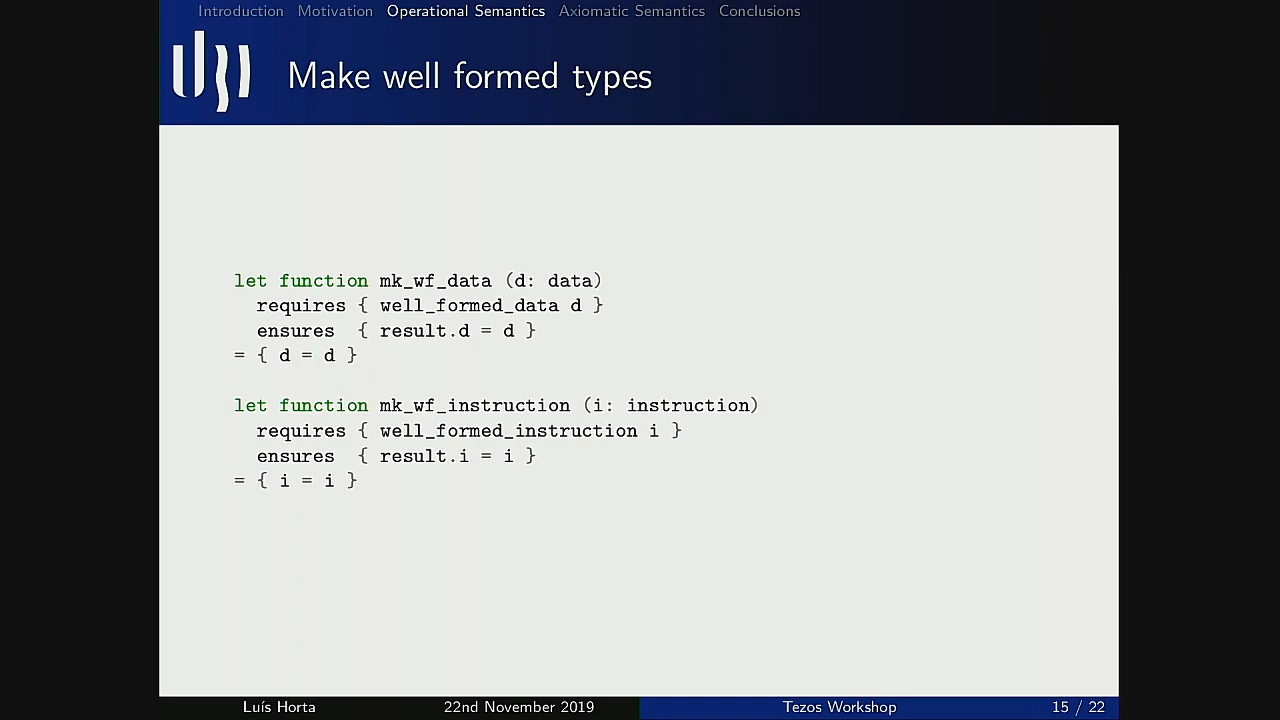 Introduction Motivation Operational Semantics Axiomatic Semantics Conclusions
Make well formed types
let function mk_wf_data (d: data)
requires { well_formed_data d }
ensures { result.d = d }
= { d = d }
let function mk_wf_instruction (i: instruction)
requires { well_formed_instruction i }
ensures { result.i = i }
= { i = i }
Luís Horta 22nd November 2019 Tezos Workshop 15 / 22